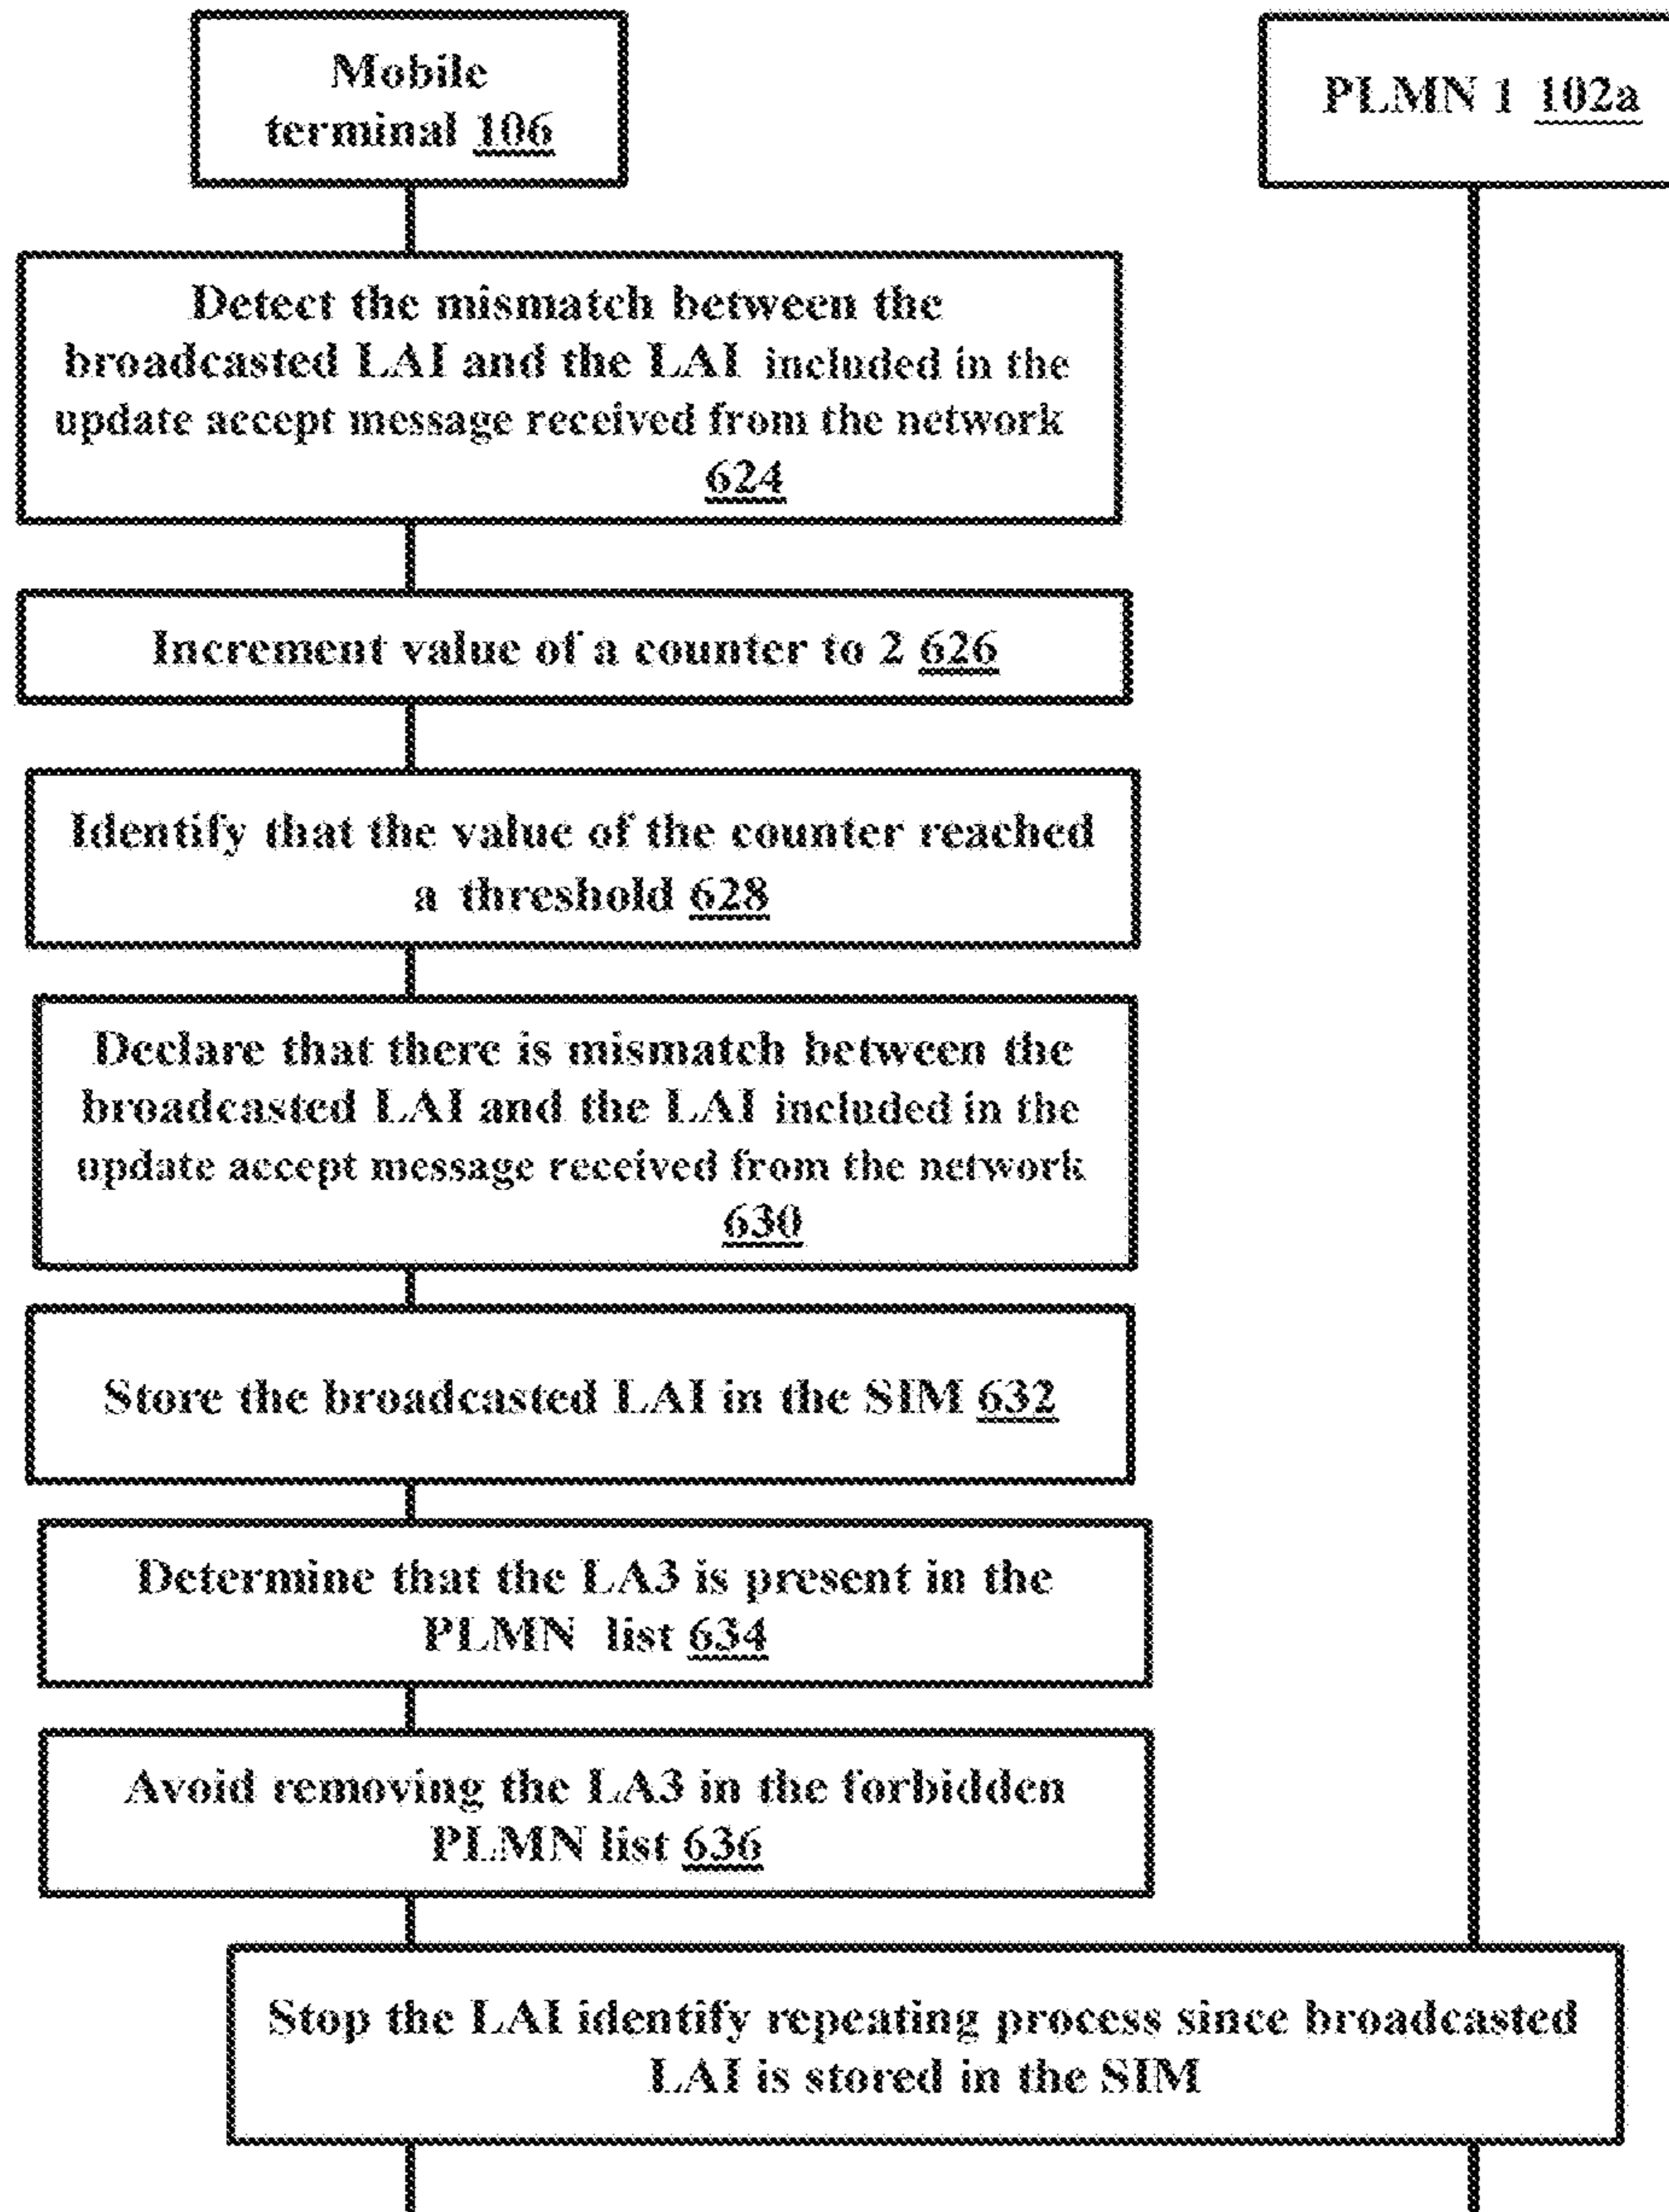 Mobile
terminal 106
PLMN 1 102a
Detect the mismatch between the
broadcasted LAI and the LAI included in the
update accept message received from the network
624
Increment value of a counter to 2 626
Identify that the value of the counter reached
a threshold 628
Declare that there is mismatch between the
broadcasted LAI and the LAI included in the
update accept message received from the network
630
Store the broadcasted LAI in the SIM 632
Determine that the LA3 is present in the
PLMN list 634
Avoid removing the LA3 in the forbidden
PLMN list 636
Stop the LAI identify repeating process since broadcasted
LAI is stored in the SIM